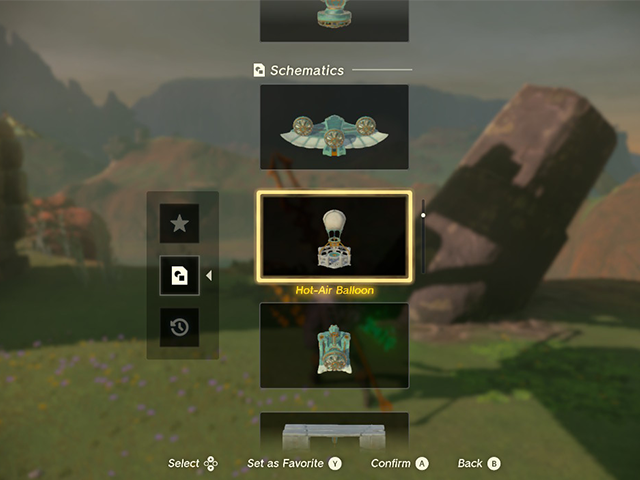 Schematics
Hot-Air Balloon
Select
Set as Favorite Y
Confirm A
Back B